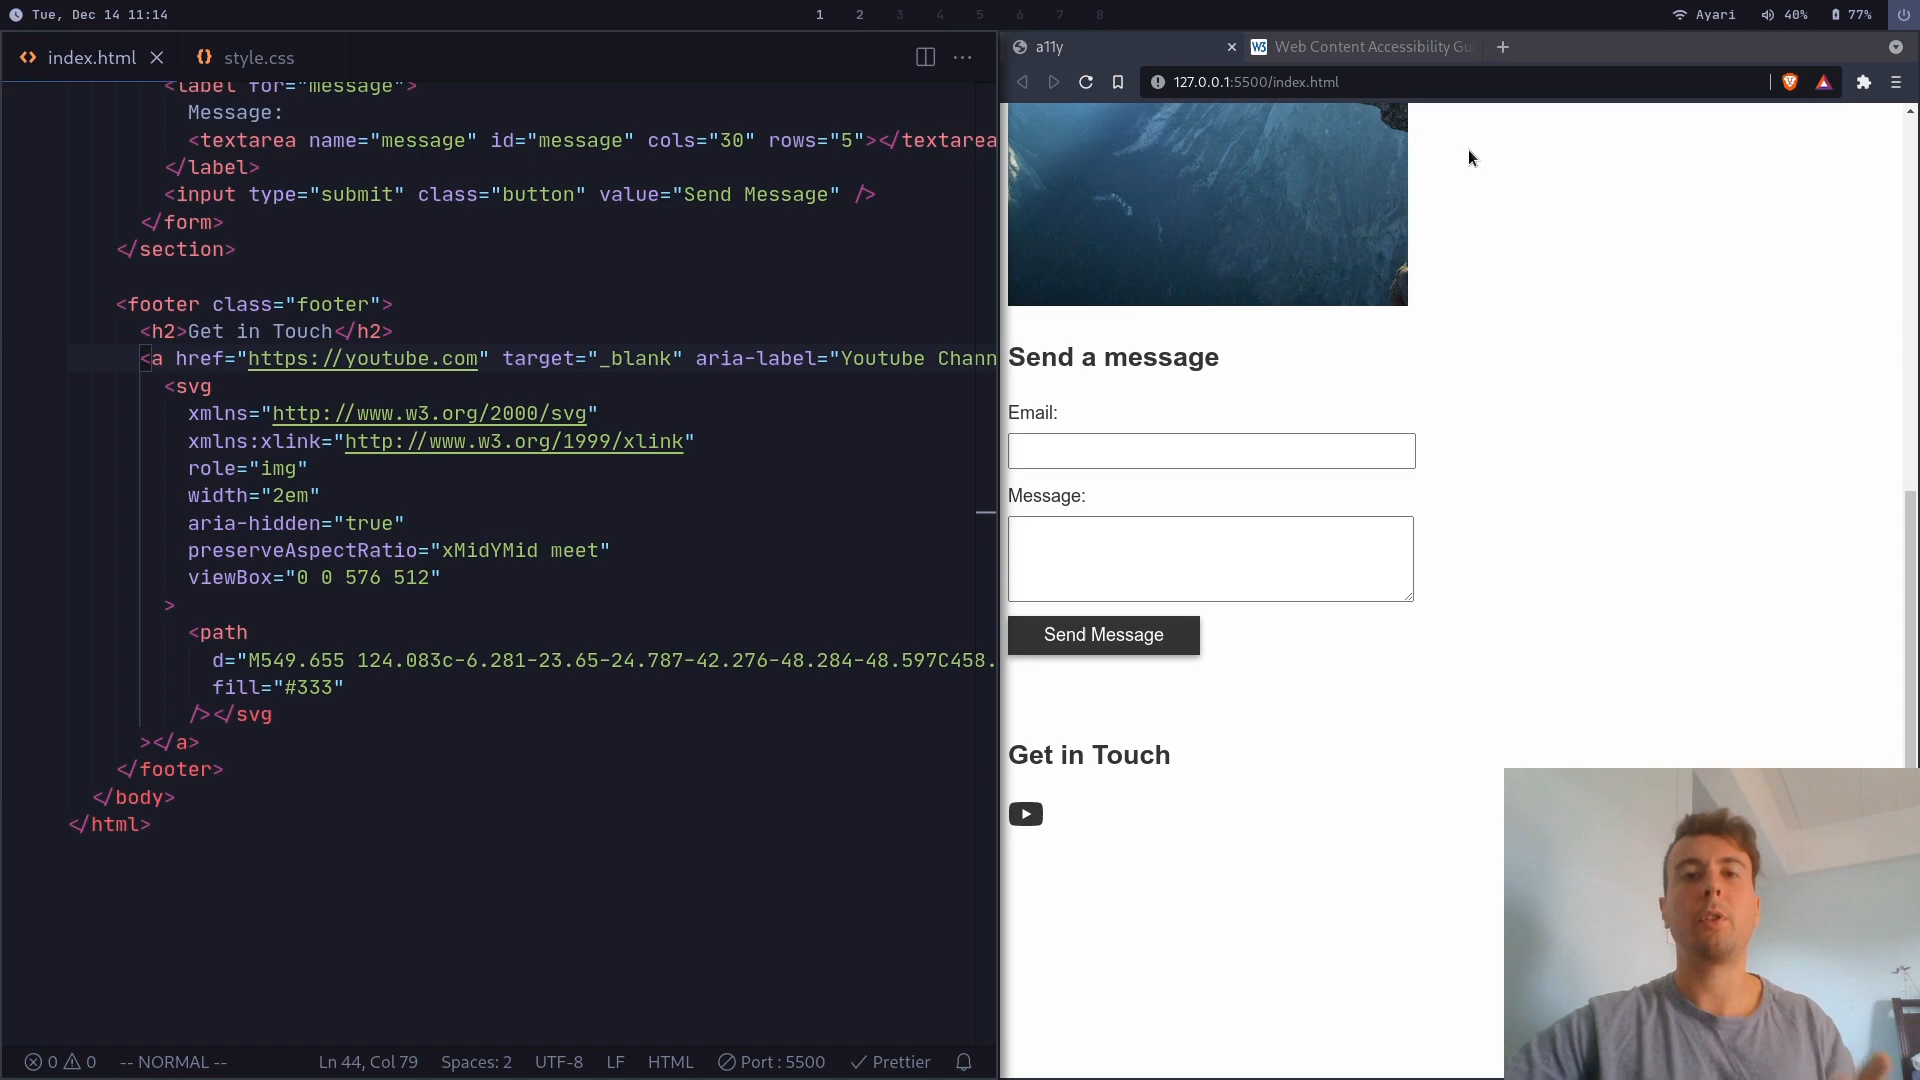 Tue, Dec 14 11:14
1 2 3 4 5 6 7 8
Ayari 40% 77%
index.html
style.css
<label for="message">
Message:
<textarea name="message" id="message" cols="30" rows="5"></textarea
</label>
<input type="submit" class="button" value="Send Message" />
</form>
</section>
<footer class="footer">
<h2>Get in Touch</h2>
<a href="https://youtube.com" target="_blank" aria-label="Youtube Chann
<svg
xmlns="http://www.w3.org/2000/svg"
xmlns:xlink="http://www.w3.org/1999/xlink"
role="img"
width="2em"
aria-hidden="true"
preserveAspectRatio="xMidYMid meet"
viewBox="0 0 576 512"
>
<path
d="M549.655 124.083c-6.281-23.65-24.787-42.276-48.284-48.597C458.
fill="#333"
/></svg
></a>
</footer>
</body>
</html>
0 0 -- NORMAL -- Ln 44, Col 79 Spaces: 2 UTF-8 LF HTML Port : 5500 Prettier
a11y
W3 Web Content Accessibility Gui
127.0.0.1:5500/index.html
Send a message
Email:
Message:
Send Message
Get in Touch